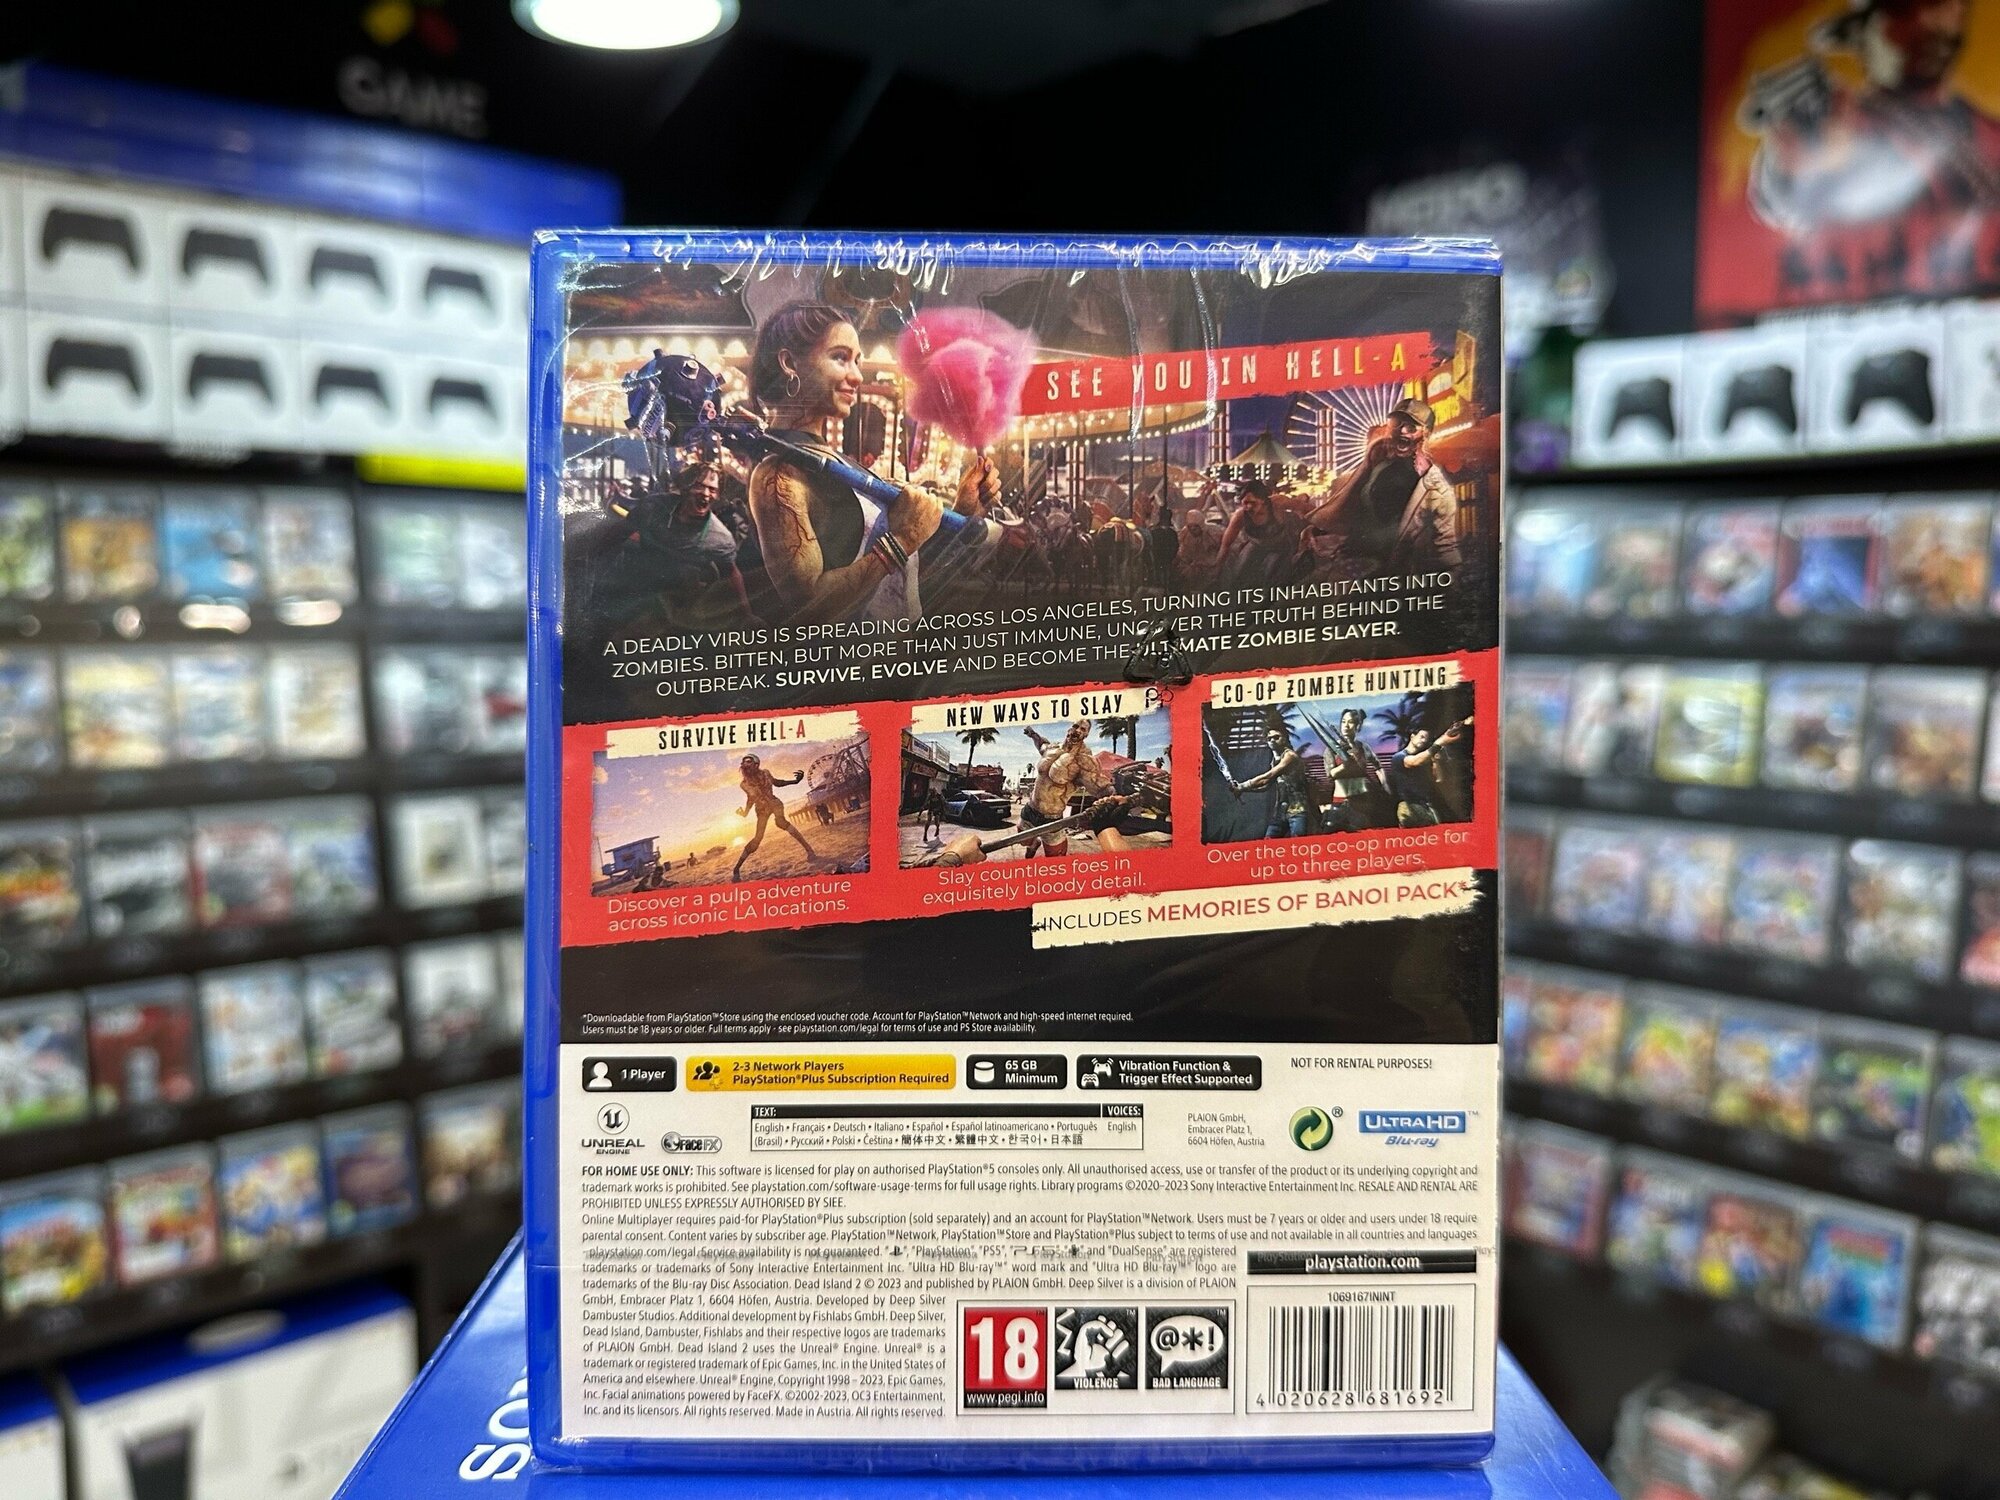 GAME
SEE YOU IN HELL-A
A DEADLY VIRUS IS SPREADING ACROSS LOS ANGELES, TURNING ITS INHABITANTS INTO
ZOMBIES. BITTEN, BUT MORE THAN JUST IMMUNE, UNCOVER THE TRUTH BEHIND THE
OUTBREAK. SURVIVE, EVOLVE AND BECOME THE ULTIMATE ZOMBIE SLAYER.
SURVIVE HELL-A
NEW WAYS TO SLAY
CO-OP ZOMBIE HUNTING
Discover a pulp adventure
across iconic LA locations.
Slay countless foes in
exquisitely bloody detail.
Over the top co-op mode for
up to three players.
INCLUDES MEMORIES OF BANOI PACK*
*Downloadable from PlayStation™Store using the enclosed voucher code. Account for PlayStation™Network and high-speed internet required.
Users must be 18 years or older. Full terms apply - see playstation.com/legal for terms of use and PS Store availability.
1 Player
2-3 Network Players
PlayStation®Plus Subscription Required
65 GB
Minimum
Vibration Function &
Trigger Effect Supported
NOT FOR RENTAL PURPOSES!
UNREAL
ENGINE
FaceFX
TEXT:
English • Français • Deutsch • Italiano • Español • Español latinoamericano • Português
(Brasil) • Русский • Polski • Čeština • 簡体中文 • 繁體中文 • 한국어 • 日本語
VOICES:
English
PLAION GmbH,
Embracer Platz 1,
6604 Höfen, Austria
®
ULTRA HD™
Blu-ray
FOR HOME USE ONLY: This software is licensed for play on authorised PlayStation®5 consoles only. All unauthorised access, use or transfer of the product or its underlying copyright and
trademark works is prohibited. See playstation.com/software-usage-terms for full usage rights. Library programs ©2020-2023 Sony Interactive Entertainment Inc. RESALE AND RENTAL ARE
PROHIBITED UNLESS EXPRESSLY AUTHORISED BY SIEE.
Online Multiplayer requires paid-for PlayStation®Plus subscription (sold separately) and an account for PlayStation™Network. Users must be 7 years or older and users under 18 require
parental consent. Content varies by subscriber age. PlayStation™Network, PlayStation™Store and PlayStation®Plus subject to terms of use and not available in all countries and languages
playstation.com/legal. Service availability is not guaranteed. "", "PlayStation", "PS5", "PS5" and "DualSense" are registered
trademarks or trademarks of Sony Interactive Entertainment Inc. "Ultra HD Blu-ray™" word mark and "Ultra HD Blu-ray™" logo are
trademarks of the Blu-ray Disc Association. Dead Island 2 © 2023 and published by PLAION GmbH. Deep Silver is a division of PLAION
GmbH, Embracer Platz 1, 6604 Höfen, Austria. Developed by Deep Silver
Dambuster Studios. Additional development by Fishlabs GmbH. Deep Silver,
Dead Island, Dambuster, Fishlabs and their respective logos are trademarks
of PLAION GmbH. Dead Island 2 uses the Unreal® Engine. Unreal® is a
trademark or registered trademark of Epic Games, Inc. in the United States of
America and elsewhere. Unreal® Engine, Copyright 1998 – 2023, Epic Games,
Inc. Facial animations powered by FaceFX. ©2002-2023, OC3 Entertainment,
Inc. and its licensors. All rights reserved. Made in Austria. All rights reserved.
playstation.com
18
www.pegi.info
VIOLENCE
@*!
BAD LANGUAGE
1069167ININT
4 020628 681692